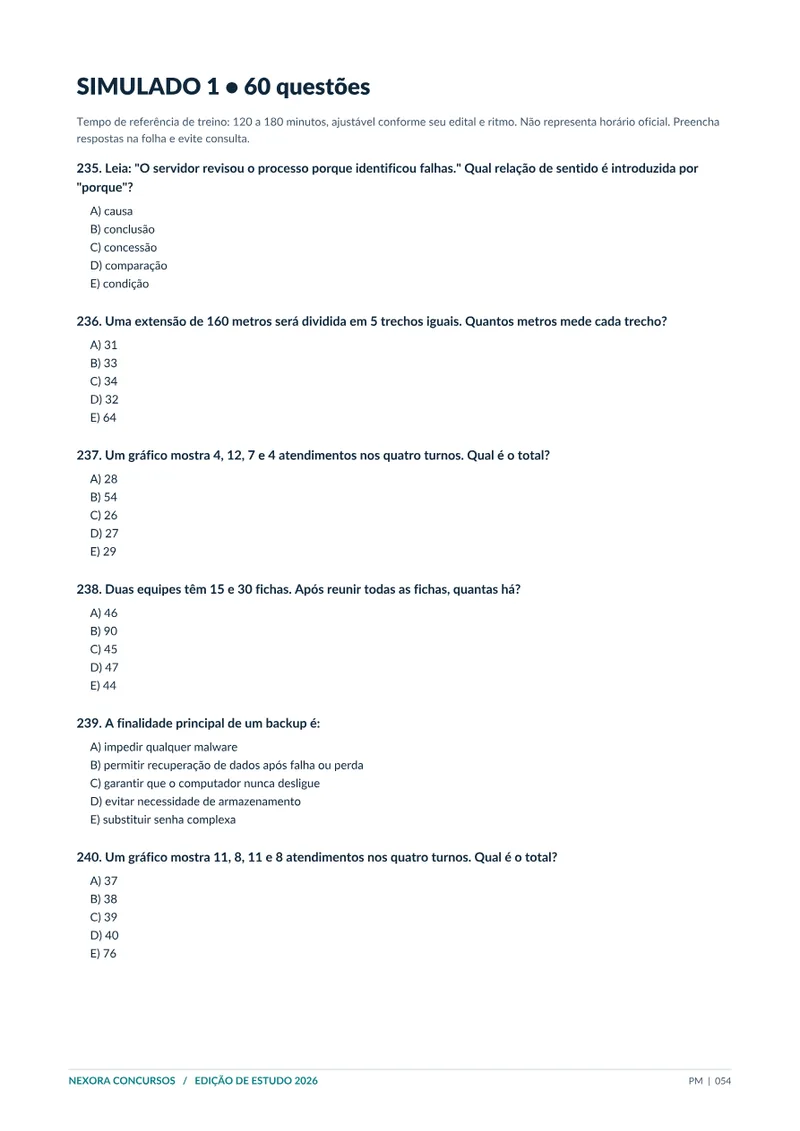 SIMULADO 1 • 60 questões
Tempo de referência de treino: 120 a 180 minutos, ajustável conforme seu edital e ritmo. Não representa horário oficial. Preencha
respostas na folha e evite consulta.
235. Leia: "O servidor revisou o processo porque identificou falhas." Qual relação de sentido é introduzida por
"porque"?
A) causa
B) conclusão
C) concessão
D) comparação
E) condição
236. Uma extensão de 160 metros será dividida em 5 trechos iguais. Quantos metros mede cada trecho?
A) 31
B) 33
C) 34
D) 32
E) 64
237. Um gráfico mostra 4, 12, 7 e 4 atendimentos nos quatro turnos. Qual é o total?
A) 28
B) 54
C) 26
D) 27
E) 29
238. Duas equipes têm 15 e 30 fichas. Após reunir todas as fichas, quantas há?
A) 46
B) 90
C) 45
D) 47
E) 44
239. A finalidade principal de um backup é:
A) impedir qualquer malware
B) permitir recuperação de dados após falha ou perda
C) garantir que o computador nunca desligue
D) evitar necessidade de armazenamento
E) substituir senha complexa
240. Um gráfico mostra 11, 8, 11 e 8 atendimentos nos quatro turnos. Qual é o total?
A) 37
B) 38
C) 39
D) 40
E) 76
NEXORA CONCURSOS / EDIÇÃO DE ESTUDO 2026
PM | 054